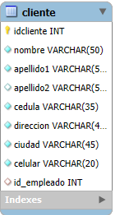 cliente
idcliente INT
nombre VARCHAR(50)
apellido1 VARCHAR(5...
apellido2 VARCHAR(5...
cedula VARCHAR(35)
direccion VARCHAR(4...
ciudad VARCHAR(45)
celular VARCHAR(20)
id_empleado INT
Indexes